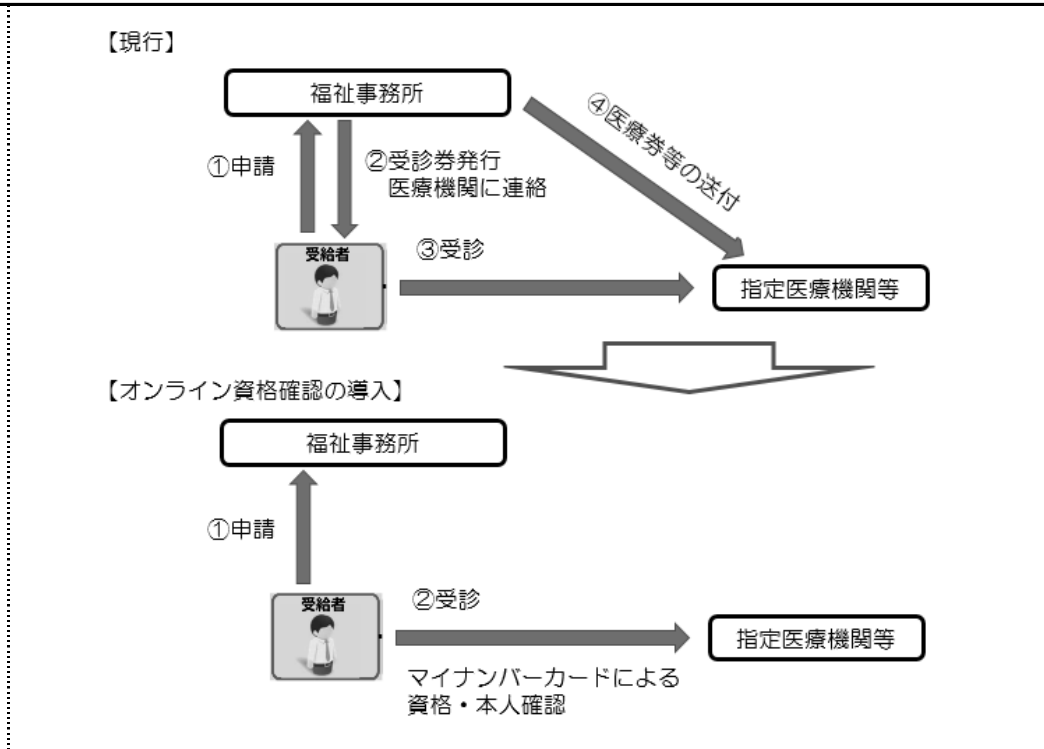 【現行】
福祉事務所
①申請
②受診券発行
医療機関に連絡
④医療券等の送付
受給者
③受診
指定医療機関等
【オンライン資格確認の導入】
福祉事務所
①申請
受給者
②受診
指定医療機関等
マイナンバーカードによる
資格・本人確認